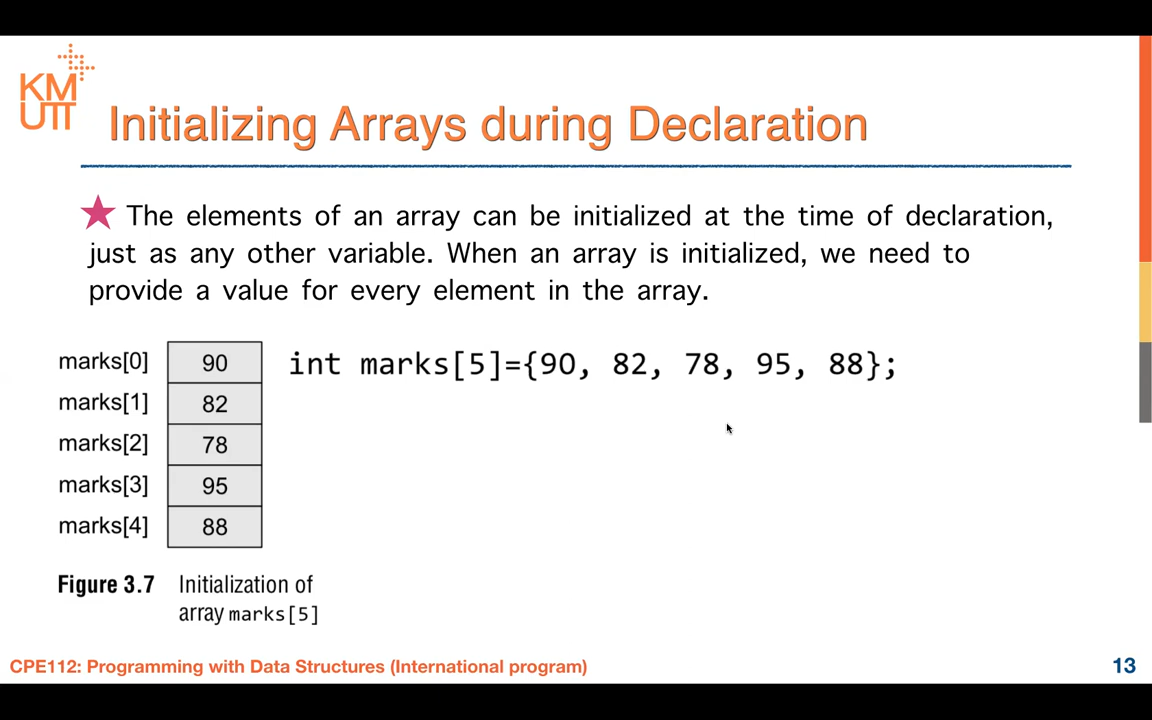 KM
UTT
Initializing Arrays during Declaration
The elements of an array can be initialized at the time of declaration,
just as any other variable. When an array is initialized, we need to
provide a value for every element in the array.
marks[0] 90 int marks[5]={90, 82, 78, 95, 88};
marks[1] 82
marks[2] 78
marks[3] 95
marks[4] 88
Figure 3.7 Initialization of
array marks[5]
CPE112: Programming with Data Structures (International program) 13